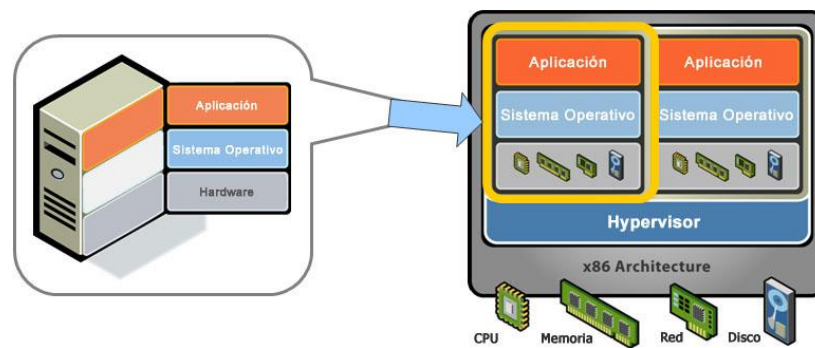 Aplicación
Sistema Operativo
Hardware
Aplicación
Aplicación
Sistema Operativo
Sistema Operativo
Hypervisor
x86 Architecture
CPU
Memoria
Red
Disco